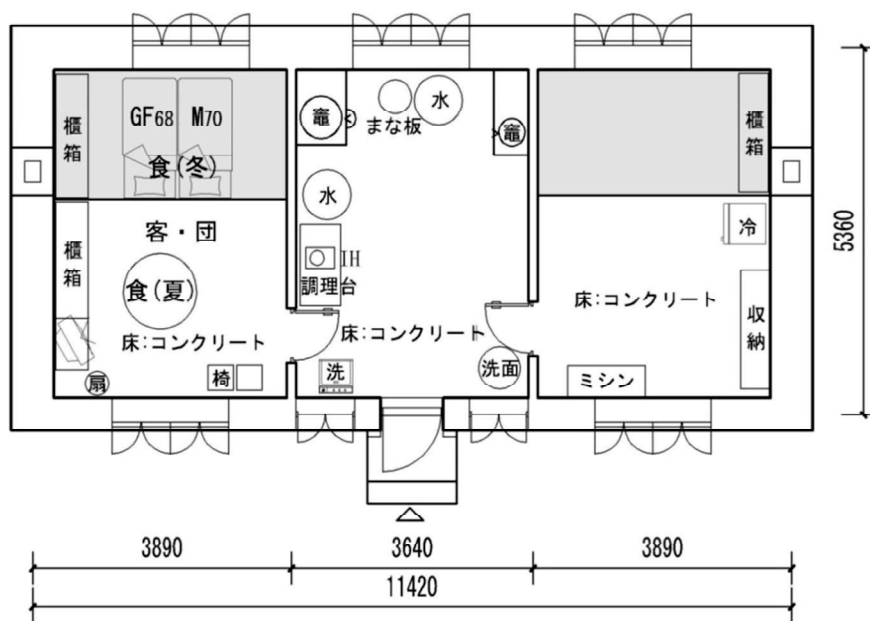 櫃箱
GF68
M70
食(冬)
竈
まな板
水
竈
櫃箱
水
櫃箱
客・団
食(夏)
床:コンクリート
IH
調理台
床:コンクリート
冷
床:コンクリート
収納
扇
椅
洗
洗面
ミシン
5360
3890
3640
3890
11420